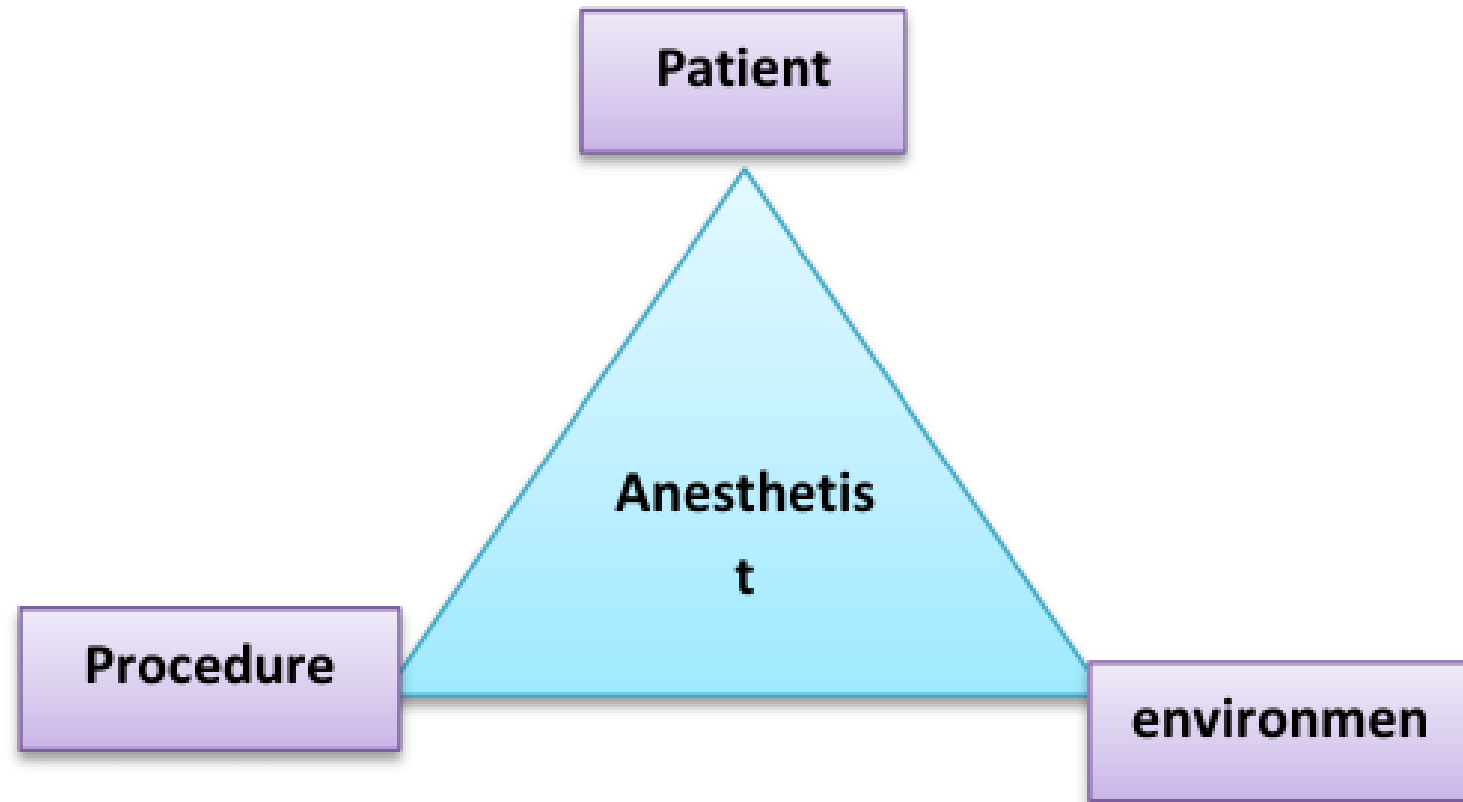 Patient
Anesthetis
t
Procedure
environmen